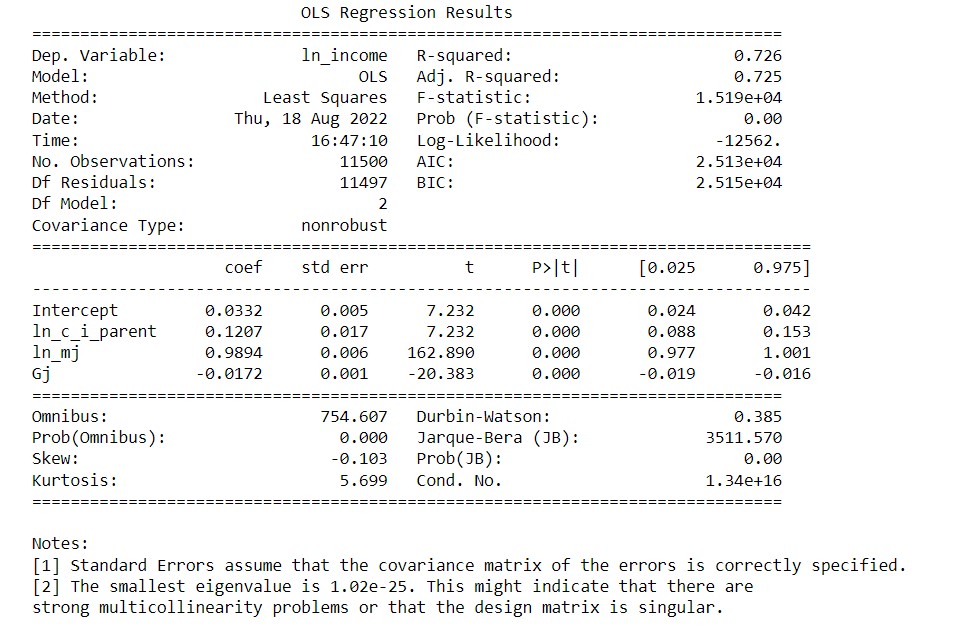 OLS Regression Results
==============================================================================
Dep. Variable: ln_income R-squared: 0.726
Model: OLS Adj. R-squared: 0.725
Method: Least Squares F-statistic: 1.519e+04
Date: Thu, 18 Aug 2022 Prob (F-statistic): 0.00
Time: 16:47:10 Log-Likelihood: -12562.
No. Observations: 11500 AIC: 2.513e+04
Df Residuals: 11497 BIC: 2.515e+04
Df Model: 2
Covariance Type: nonrobust
=================================================================================
coef std err t P>|t| [0.025 0.975]
---------------------------------------------------------------------------------
Intercept 0.0332 0.005 7.232 0.000 0.024 0.042
ln_c_i_parent 0.1207 0.017 7.232 0.000 0.088 0.153
ln_mj 0.9894 0.006 162.890 0.000 0.977 1.001
Gj -0.0172 0.001 -20.383 0.000 -0.019 -0.016
==============================================================================
Omnibus: 754.607 Durbin-Watson: 0.385
Prob(Omnibus): 0.000 Jarque-Bera (JB): 3511.570
Skew: -0.103 Prob(JB): 0.00
Kurtosis: 5.699 Cond. No. 1.34e+16
==============================================================================
Notes:
[1] Standard Errors assume that the covariance matrix of the errors is correctly specified.
[2] The smallest eigenvalue is 1.02e-25. This might indicate that there are
strong multicollinearity problems or that the design matrix is singular.